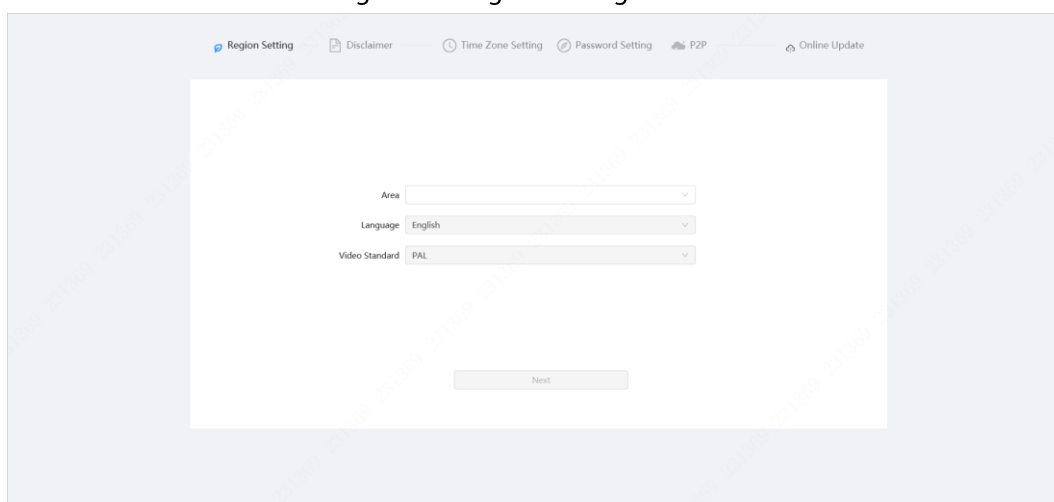 Region Setting Disclaimer Time Zone Setting Password Setting P2P Online Update
Area
Language English
Video Standard PAL
Next